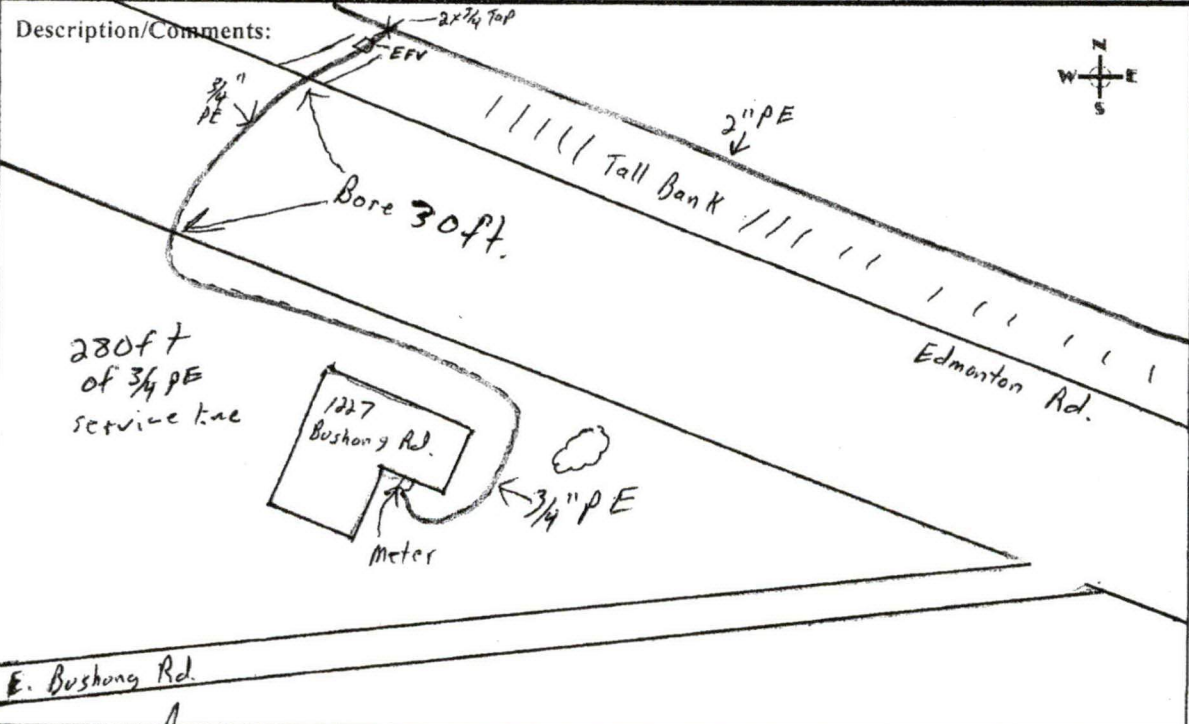 Description/Comments:
2x3/4 Tap
EFV
N
W E
S
3/4"
PE
2" PE
Tall Bank
Bore 30ft.
280ft
of 3/4 PE
service line
Edmonton Rd.
1227
Bushong Rd.
3/4" PE
meter
E. Bushong Rd.